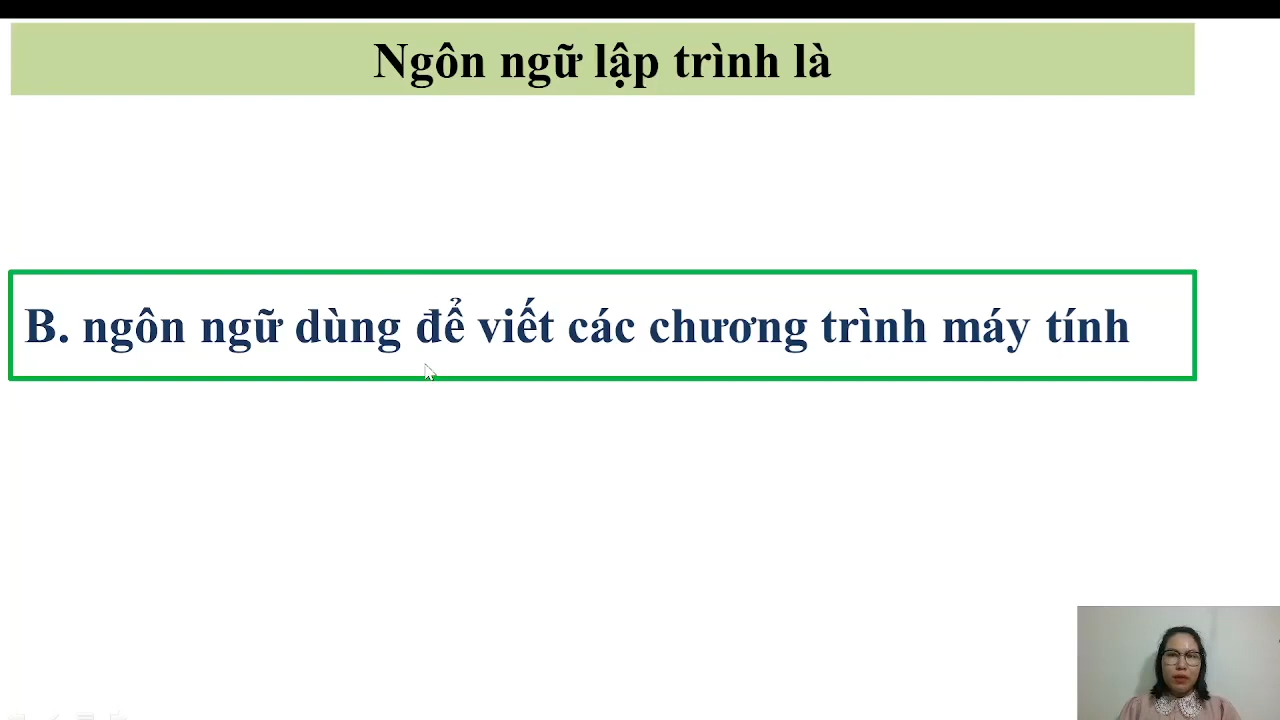 Ngôn ngữ lập trình là
B. ngôn ngữ dùng để viết các chương trình máy tính